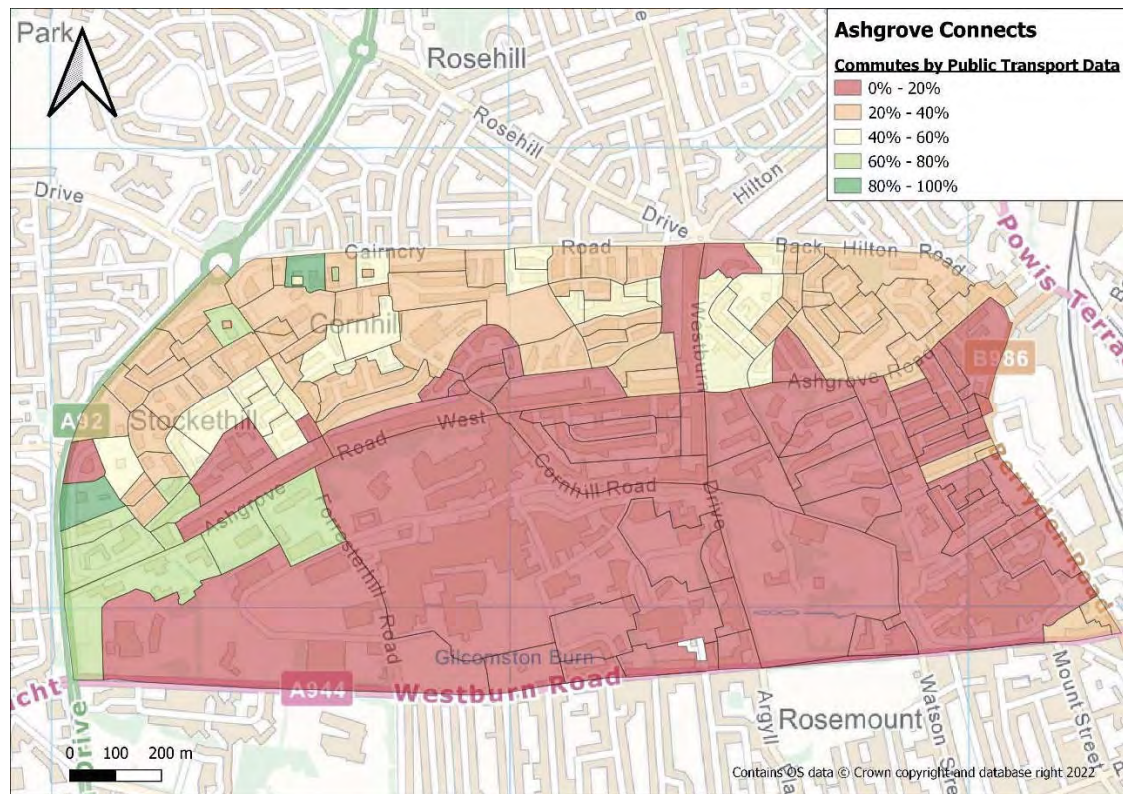 Park
Rosehill
Ashgrove Connects
Commutes by Public Transport Data
0% - 20%
20% - 40%
40% - 60%
60% - 80%
80% - 100%
Rosehill
Drive
Hilton
Drive
Cairncry
Road
Back Hilton Road
Powis
Cornhill
Westburn
Ashgrove Road
B986
A92
Stockethill
Road
West
Ashgrove
Cornhill Road
Drive
Forresterhill Road
Berryden Road
Gilcomston Burn
A944
Westburn Road
Drive
Argyll
Rosemount
Watson
Mount Street
0 100 200 m
Contains OS data © Crown copyright and database right 2022